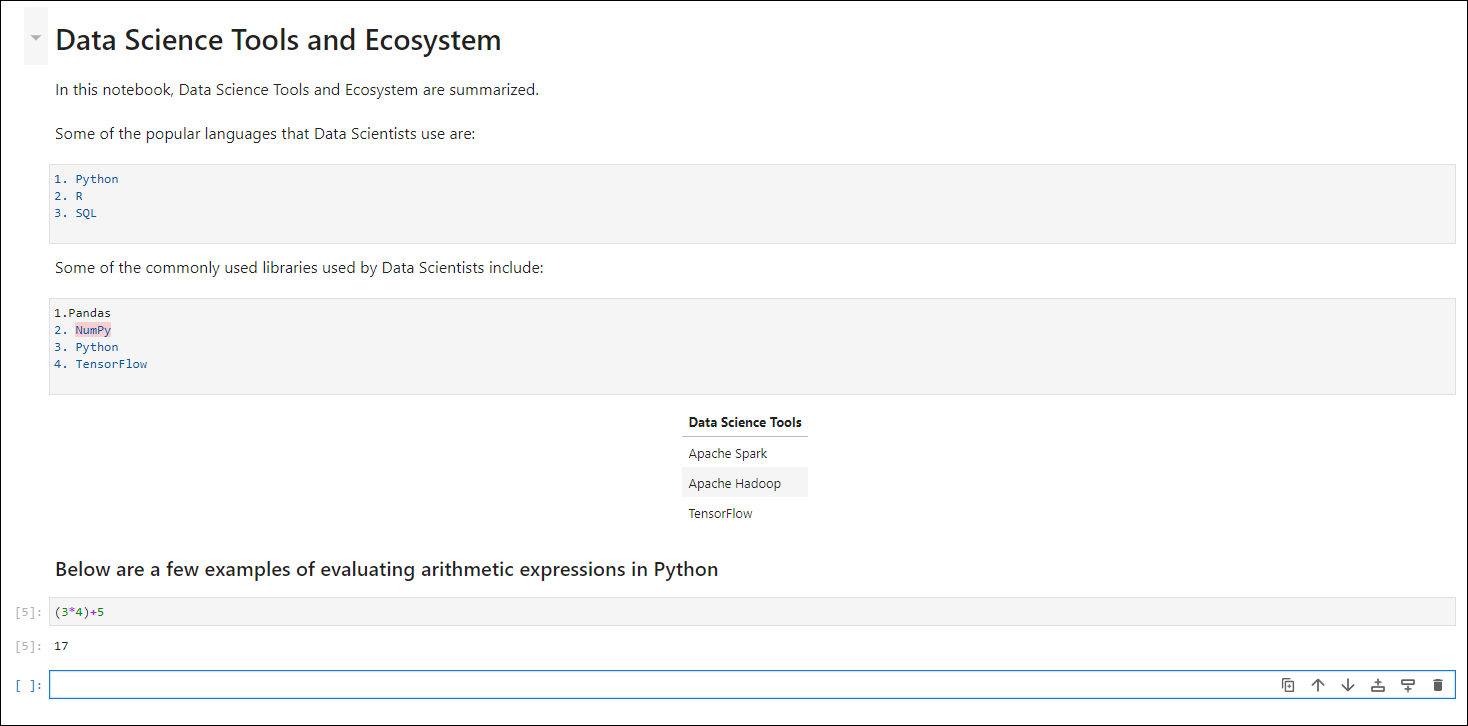 Data Science Tools and Ecosystem
In this notebook, Data Science Tools and Ecosystem are summarized.
Some of the popular languages that Data Scientists use are:
1. Python
2. R
3. SQL
Some of the commonly used libraries used by Data Scientists include:
1.Pandas
2. NumPy
3. Python
4. TensorFlow
Data Science Tools
Apache Spark
Apache Hadoop
TensorFlow
Below are a few examples of evaluating arithmetic expressions in Python
[5]: (3*4)+5
[5]: 17
[ ]: